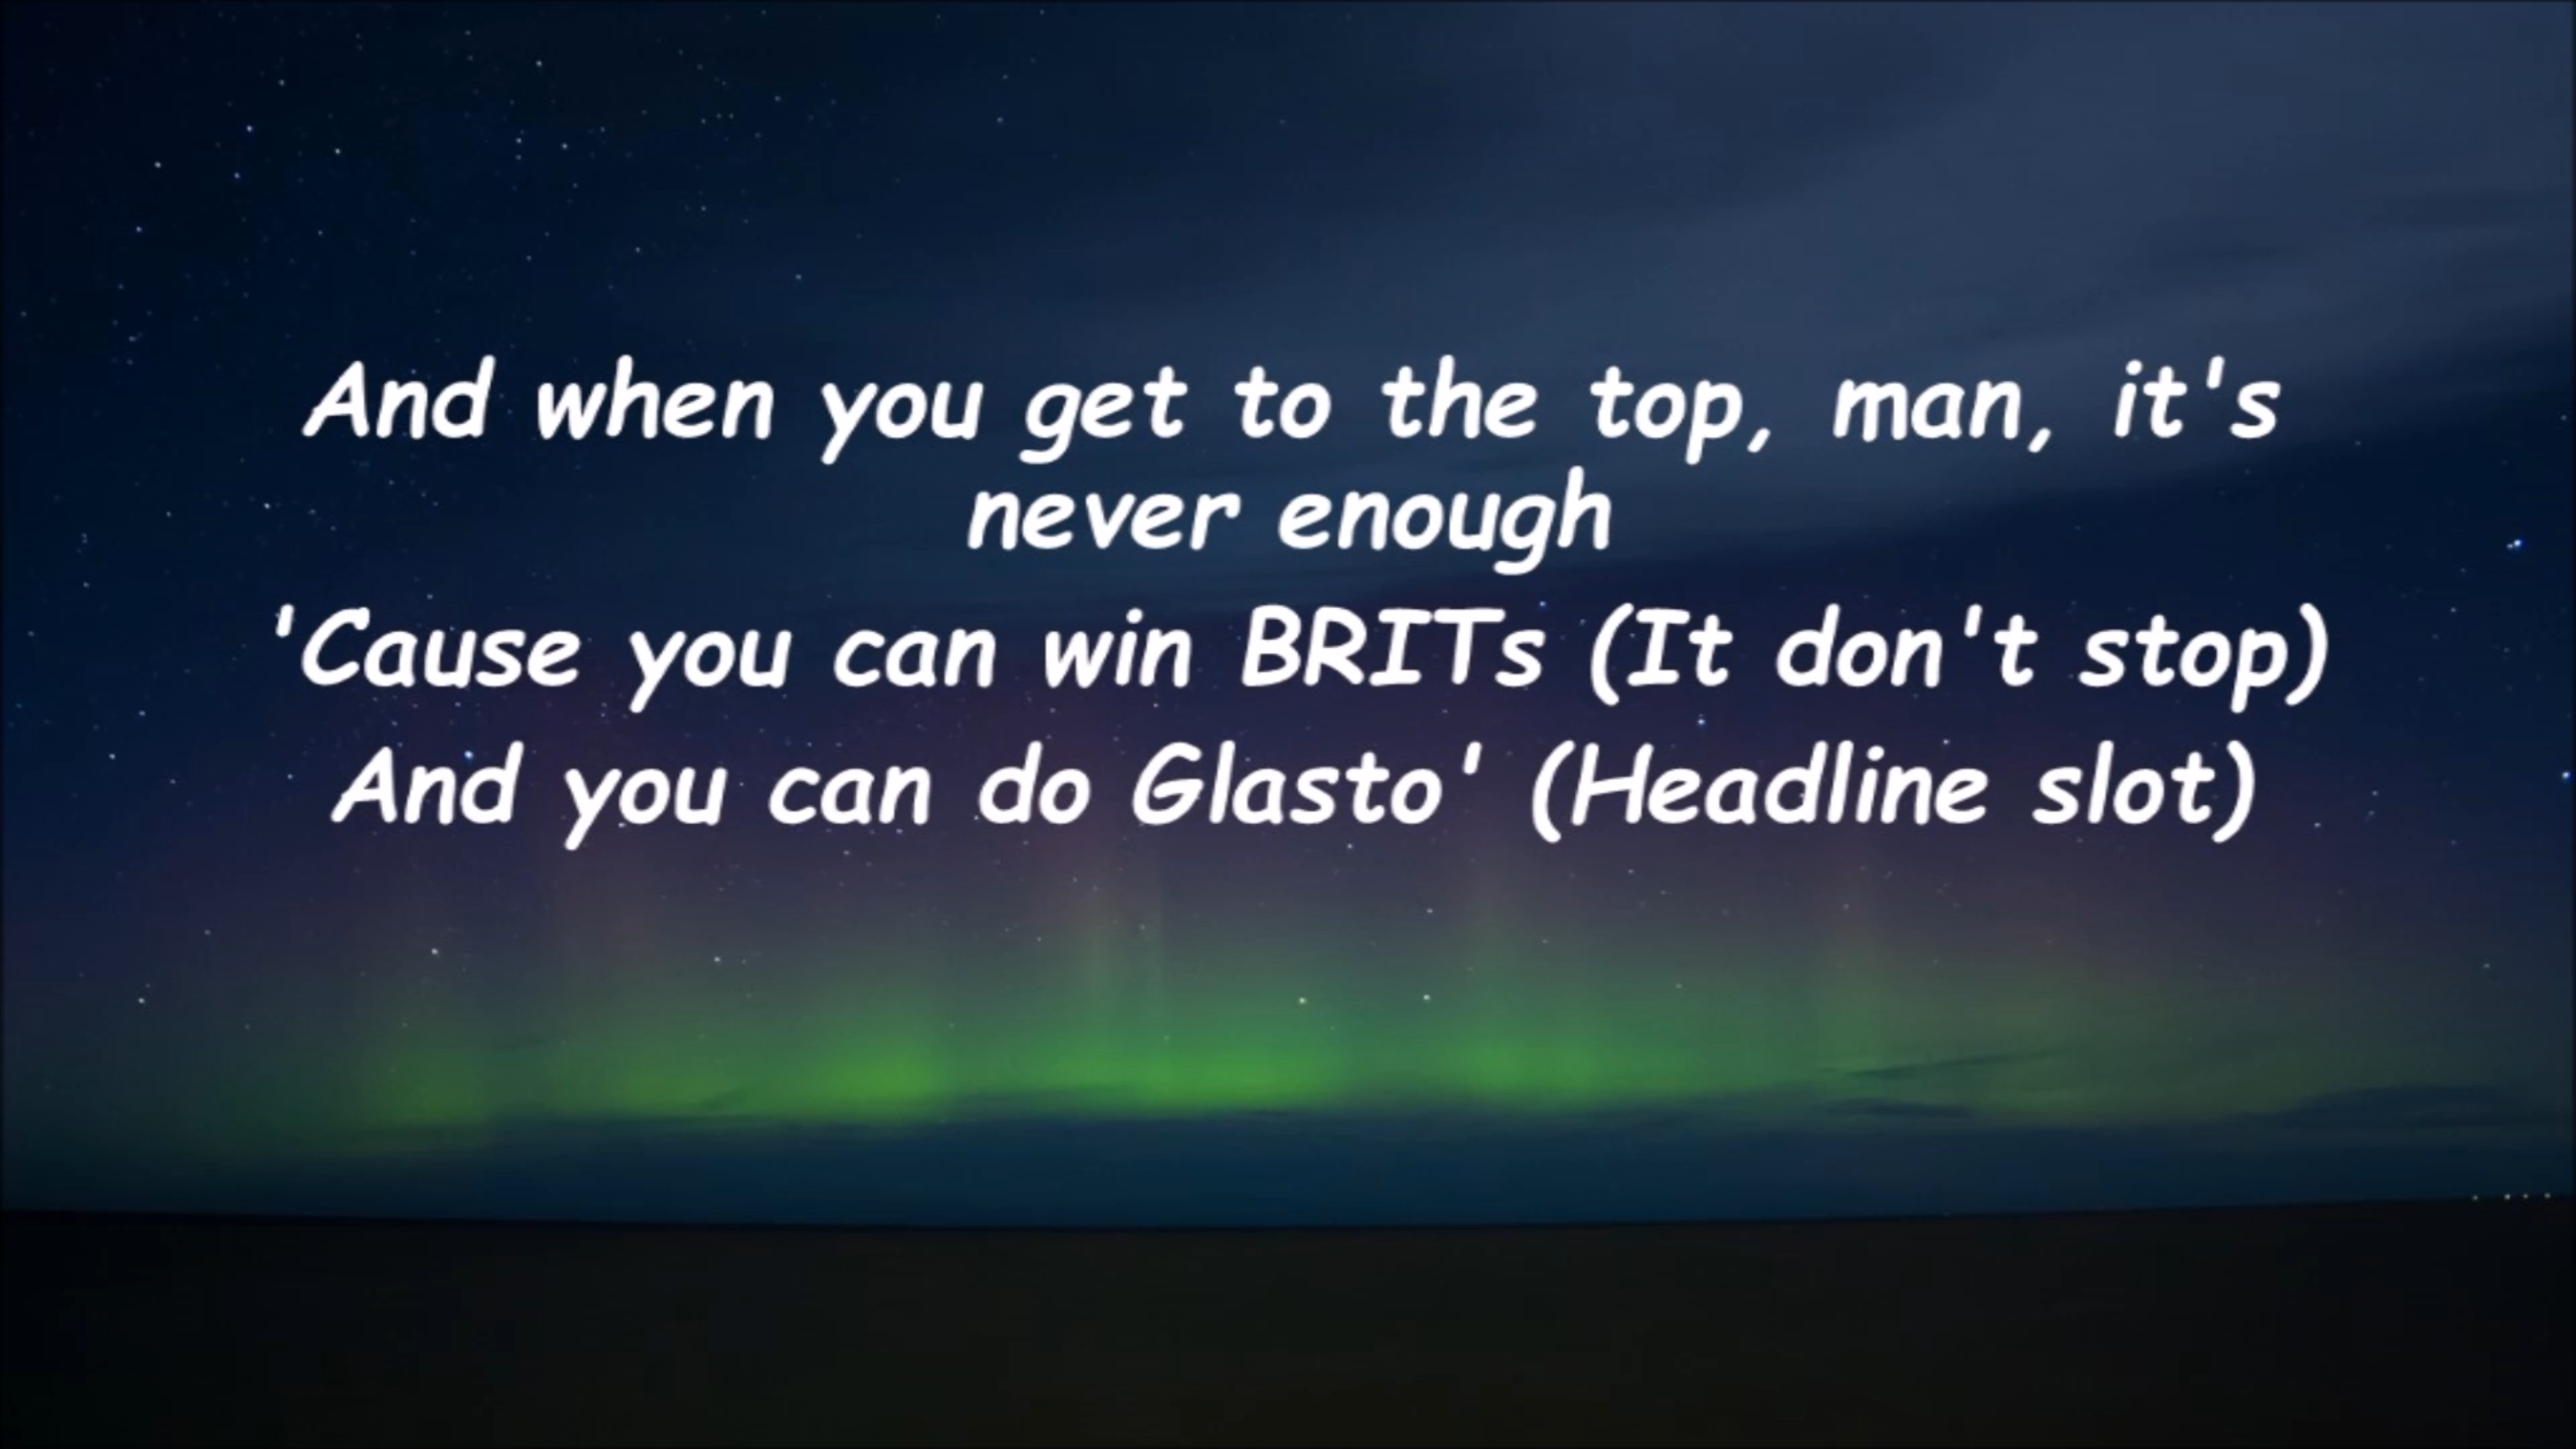 And when you get to the top, man, it's
never enough
'Cause you can win BRITs (It don't stop)
And you can do Glasto' (Headline slot)